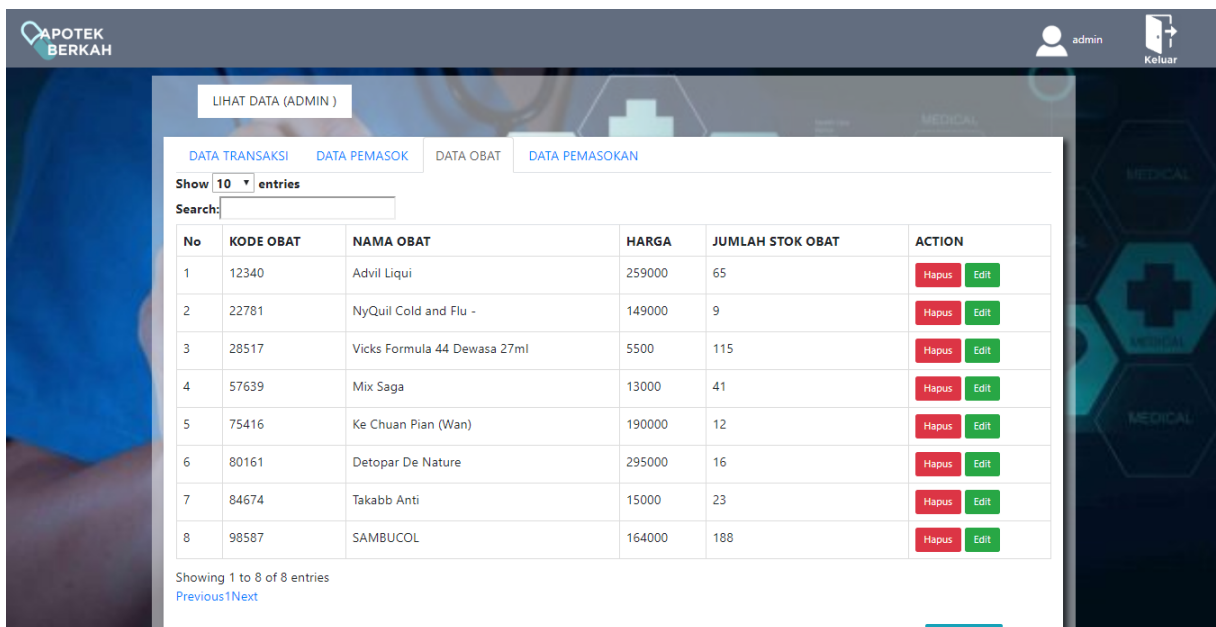 APOTEK
BERKAH
admin
Keluar
LIHAT DATA (ADMIN )
MEDICAL
DATA TRANSAKSI DATA PEMASOK DATA OBAT DATA PEMASOKAN
MEDICAL
Show 10 entries
Search:
No KODE OBAT NAMA OBAT HARGA JUMLAH STOK OBAT ACTION
1 12340 Advil Liqui 259000 65 Hapus Edit
2 22781 NyQuil Cold and Flu - 149000 9 Hapus Edit
3 28517 Vicks Formula 44 Dewasa 27ml 5500 115 Hapus Edit
MEDICAL
4 57639 Mix Saga 13000 41 Hapus Edit
5 75416 Ke Chuan Pian (Wan) 190000 12 Hapus Edit
MEDICAL
6 80161 Detopar De Nature 295000 16 Hapus Edit
7 84674 Takabb Anti 15000 23 Hapus Edit
8 98587 SAMBUCOL 164000 188 Hapus Edit
Showing 1 to 8 of 8 entries
Previous1Next